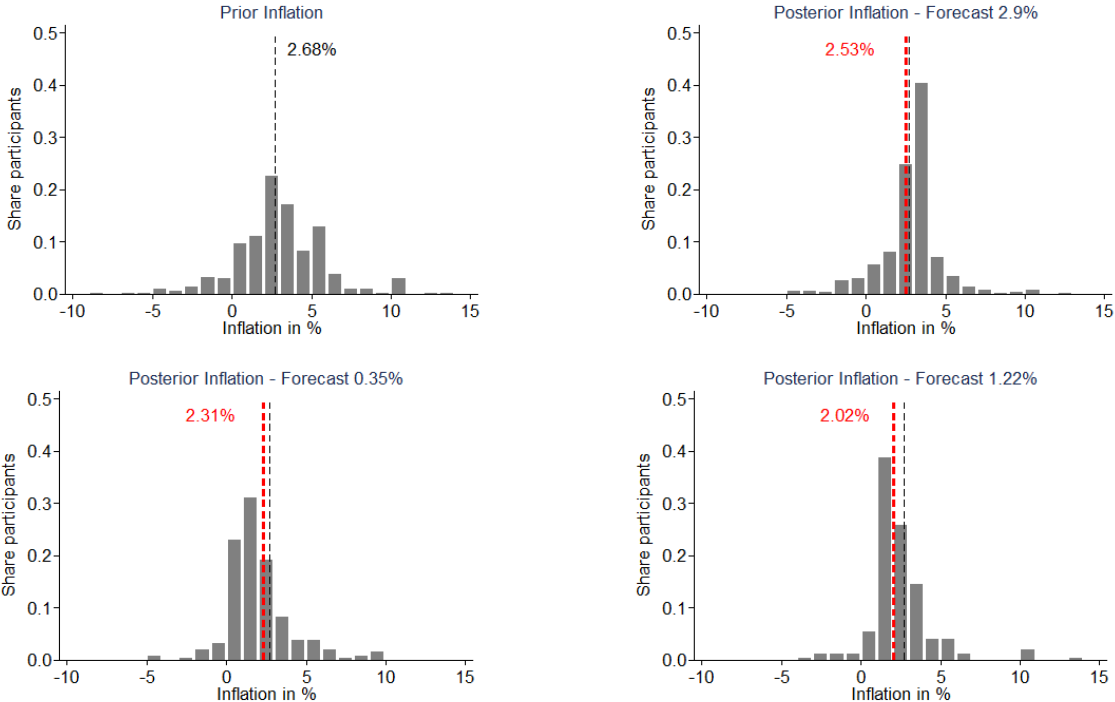 Prior Inflation
2.68%
Share participants
0.5
0.4
0.3
0.2
0.1
0.0
-10 -5 0 5 10 15
Inflation in %
Posterior Inflation - Forecast 2.9%
2.53%
Share participants
0.5
0.4
0.3
0.2
0.1
0.0
-10 -5 0 5 10 15
Inflation in %
Posterior Inflation - Forecast 0.35%
2.31%
Share participants
0.5
0.4
0.3
0.2
0.1
0.0
-10 -5 0 5 10 15
Inflation in %
Posterior Inflation - Forecast 1.22%
2.02%
Share participants
0.5
0.4
0.3
0.2
0.1
0.0
-10 -5 0 5 10 15
Inflation in %